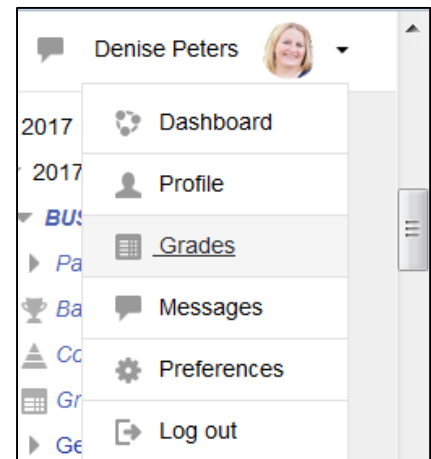 Denise Peters
2017
Dashboard
2017
Profile
BUS
Grades
Pa
Messages
Ba
Co
Preferences
Gr
Log out
Ge